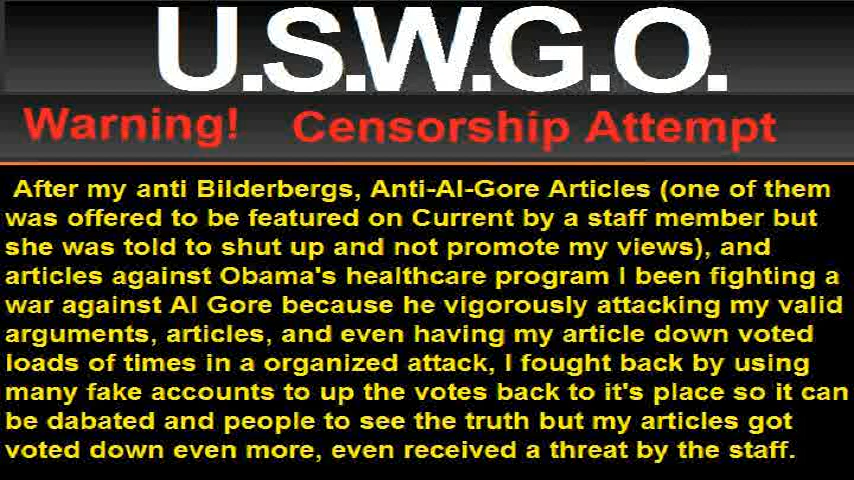 U.S.W.G.O.
Warning! Censorship Attempt
After my anti Bilderbergs, Anti-Al-Gore Articles (one of them
was offered to be featured on Current by a staff member but
she was told to shut up and not promote my views), and
articles against Obama's healthcare program I been fighting a
war against Al Gore because he vigorously attacking my valid
arguments, articles, and even having my article down voted
loads of times in a organized attack, I fought back by using
many fake accounts to up the votes back to it's place so it can
be dabated and people to see the truth but my articles got
voted down even more, even received a threat by the staff.